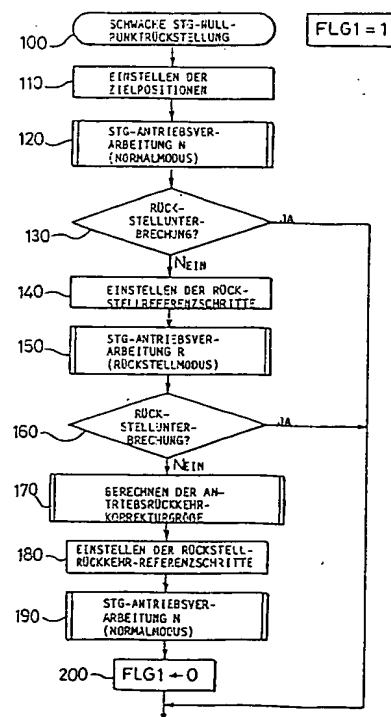 SCHWACHE STG-NULL-
PUNKTRÜCKSTELLUNG
FLG1=1
100
110
EINSTELLEN DER
ZIELPOSITIONEN
120
STG-ANTRIEBSVER-
ARBEITUNG N
(NORMALMODUS)
RÜCK-
STELLUNTER-
BRECHUNG?
JA
130
NEIN
140
EINSTELLEN DER RÜCK-
STELLREFERENZSCHRITTE
150
STG-ANTRIEBSVER-
ARBEITUNG R
(RÜCKSTELLMODUS)
RÜCK-
STELLUNTER-
BRECHUNG?
JA
160
NEIN
170
BERECHNEN DER AN-
TRIEBSRÜCKKEHR-
KORREKTURGRÖßE
180
EINSTELLEN DER RÜCKSTELL-
RÜCKKEHR-REFERENZSCHRITTE
190
STG-ANTRIEBSVER-
ARBEITUNG N
(NORMALMODUS)
200
FLG1←0